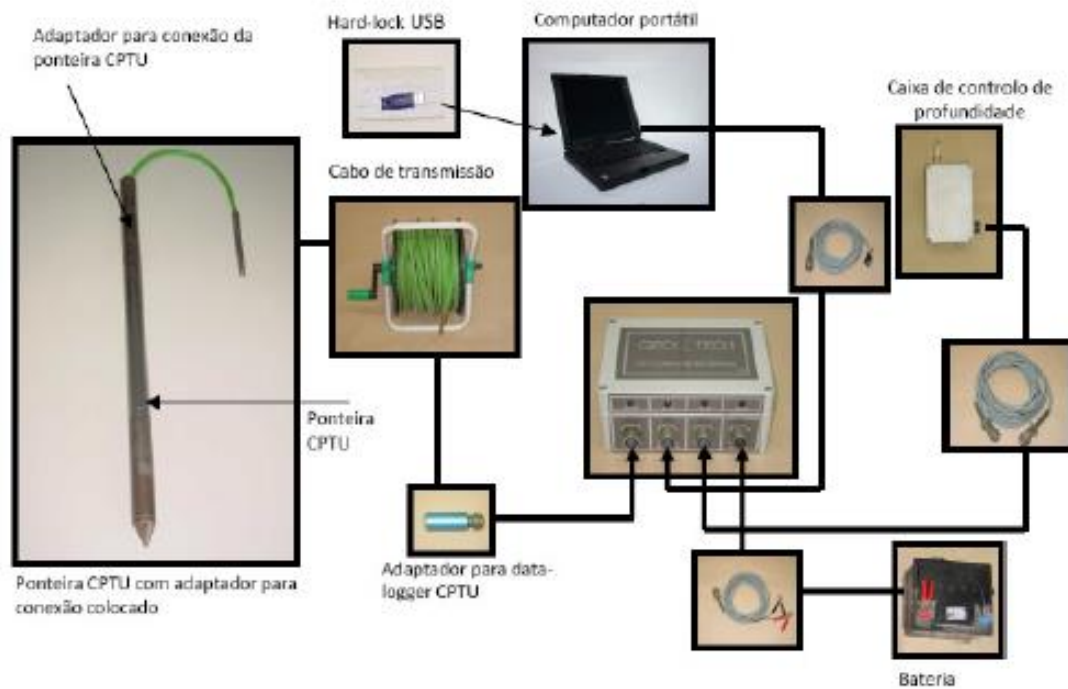 Hard-lock USB
Computador portátil
Adaptador para conexão da
ponteira CPTU
Caixa de controlo de
profundidade
Cabo de transmissão
Ponteira
CPTU
Adaptador para data-
logger CPTU
Ponteira CPTU com adaptador para
conexão colocado
Bateria